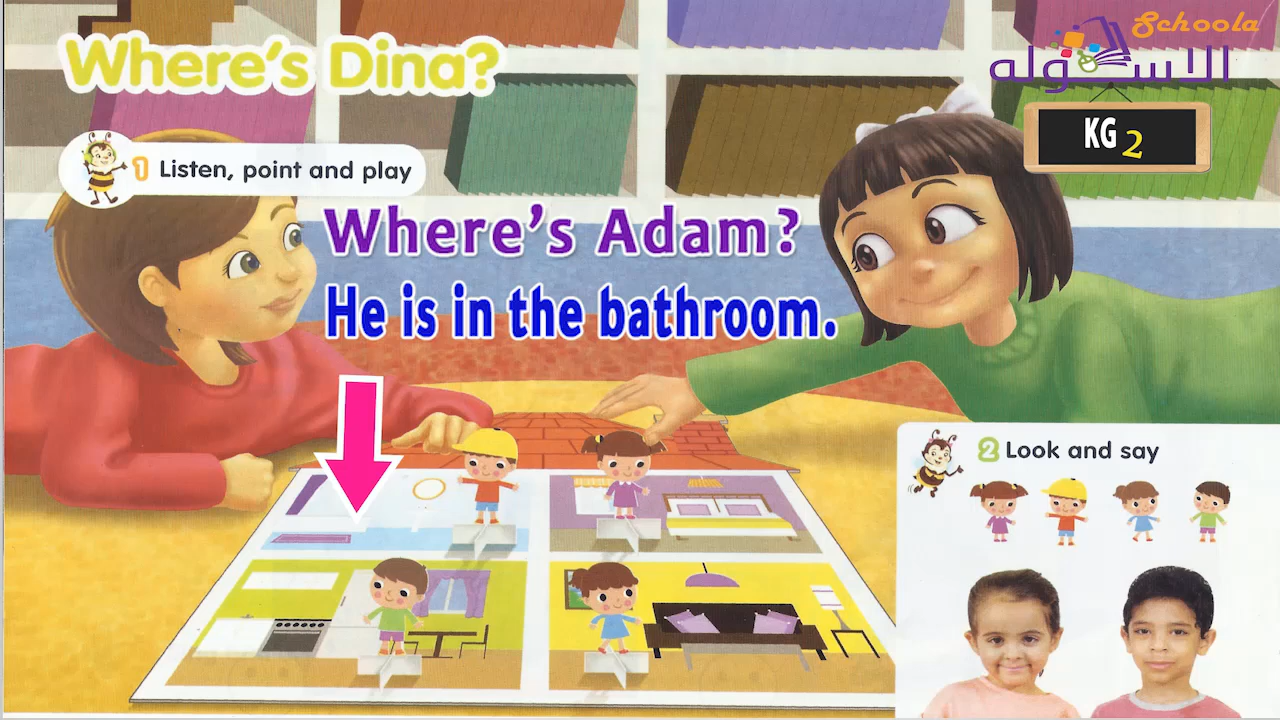 Schoola
الاسكوله
KG 2
Where's Dina?
1 Listen, point and play
Where's Adam?
He is in the bathroom.
2 Look and say